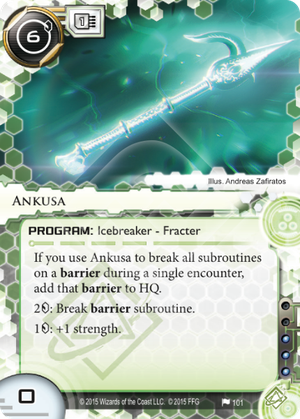 6
1
Illus. Andreas Zafiratos
ANKUSA
PROGRAM: Icebreaker - Fracter
If you use Ankusa to break all subroutines
on a barrier during a single encounter,
add that barrier to HQ.
2: Break barrier subroutine.
1: +1 strength.
0
© 2015 Wizards of the Coast LLC. © 2015 FFG
101